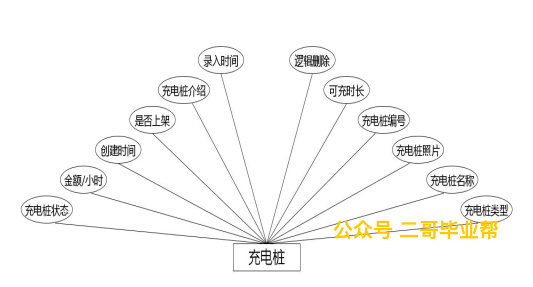 录入时间
逻辑删除
充电桩介绍
可充时长
是否上架
充电桩编号
创建时间
充电桩照片
金额/小时
充电桩名称
充电桩状态
充电桩类型
公众号 二哥毕业帮
充电桩